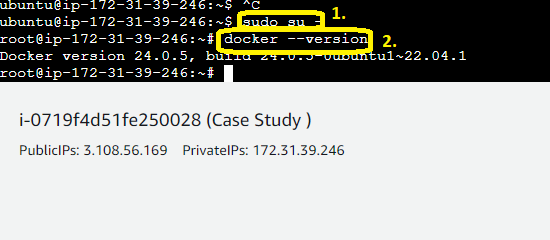 ubuntu@ip-172-31-39-246:~$ ^C
ubuntu@ip-172-31-39-246:~$ sudo su - 1.
root@ip-172-31-39-246:~# docker --version 2.
Docker version 24.0.5, build 24.0.5-0ubuntu1~22.04.1
root@ip-172-31-39-246:~#
i-0719f4d51fe250028 (Case Study )
PublicIPs: 3.108.56.169 PrivateIPs: 172.31.39.246